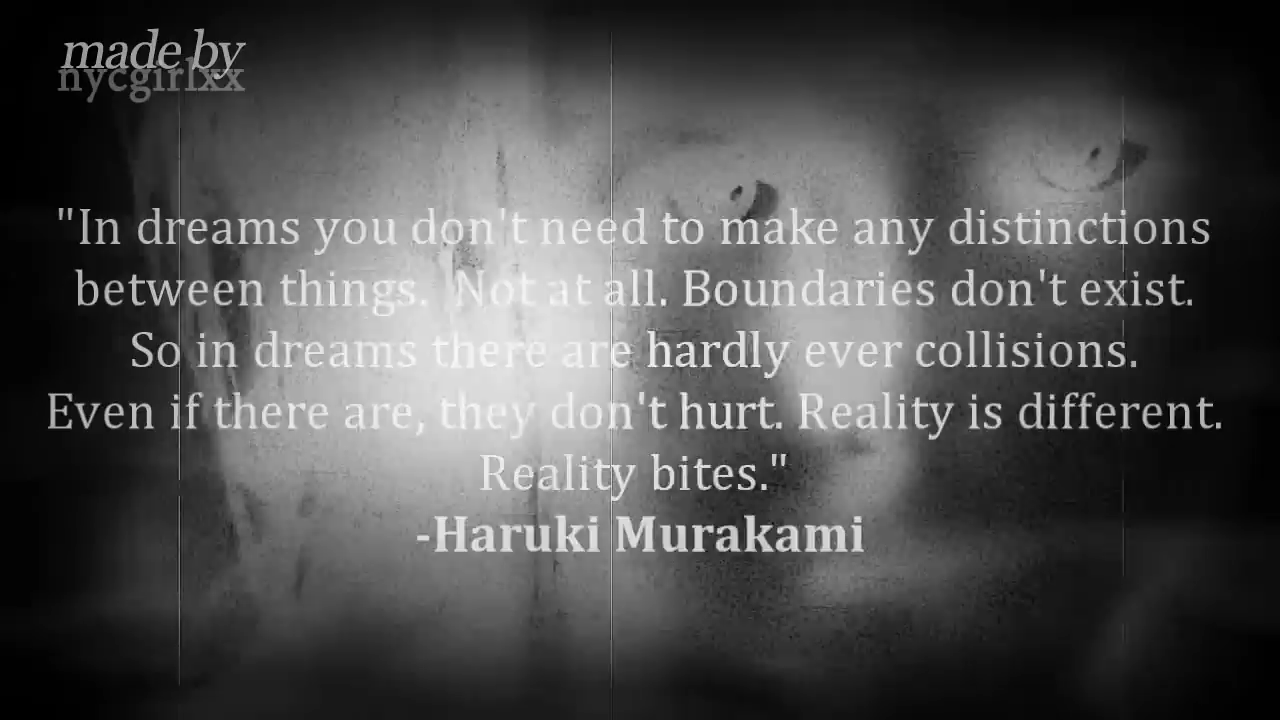 made by
nycgirlxx
"In dreams you don't need to make any distinctions
between things.  Not at all. Boundaries don't exist.
So in dreams there are hardly ever collisions.
Even if there are, they don't hurt. Reality is different.
Reality bites."
-Haruki Murakami